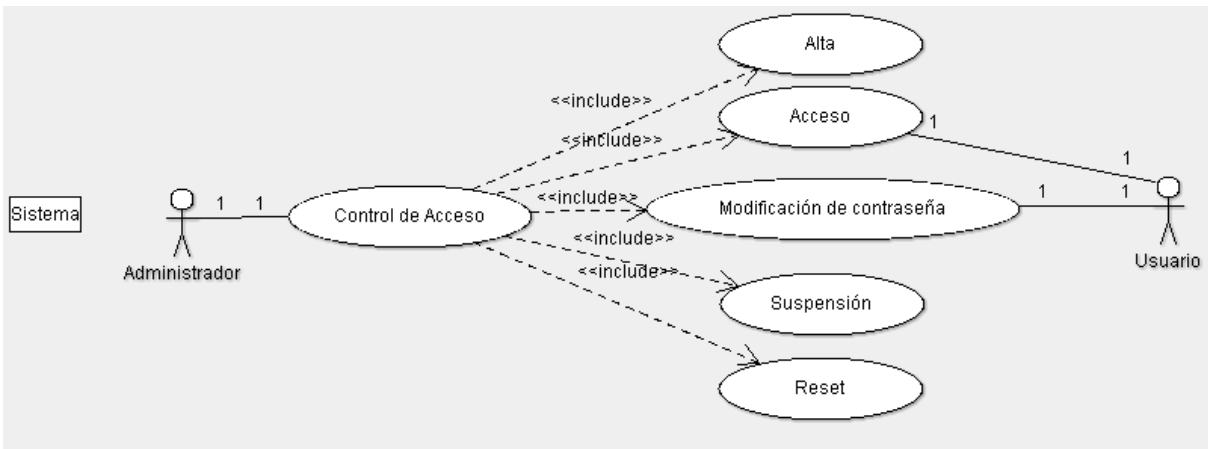 Alta
<<include>>
Acceso
1
<<include>>
1
Sistema
1
1
Control de Acceso
<<include>>
Modificación de contraseña
1
1
Administrador
<<include>>
Usuario
<<include>>
Suspensión
Reset